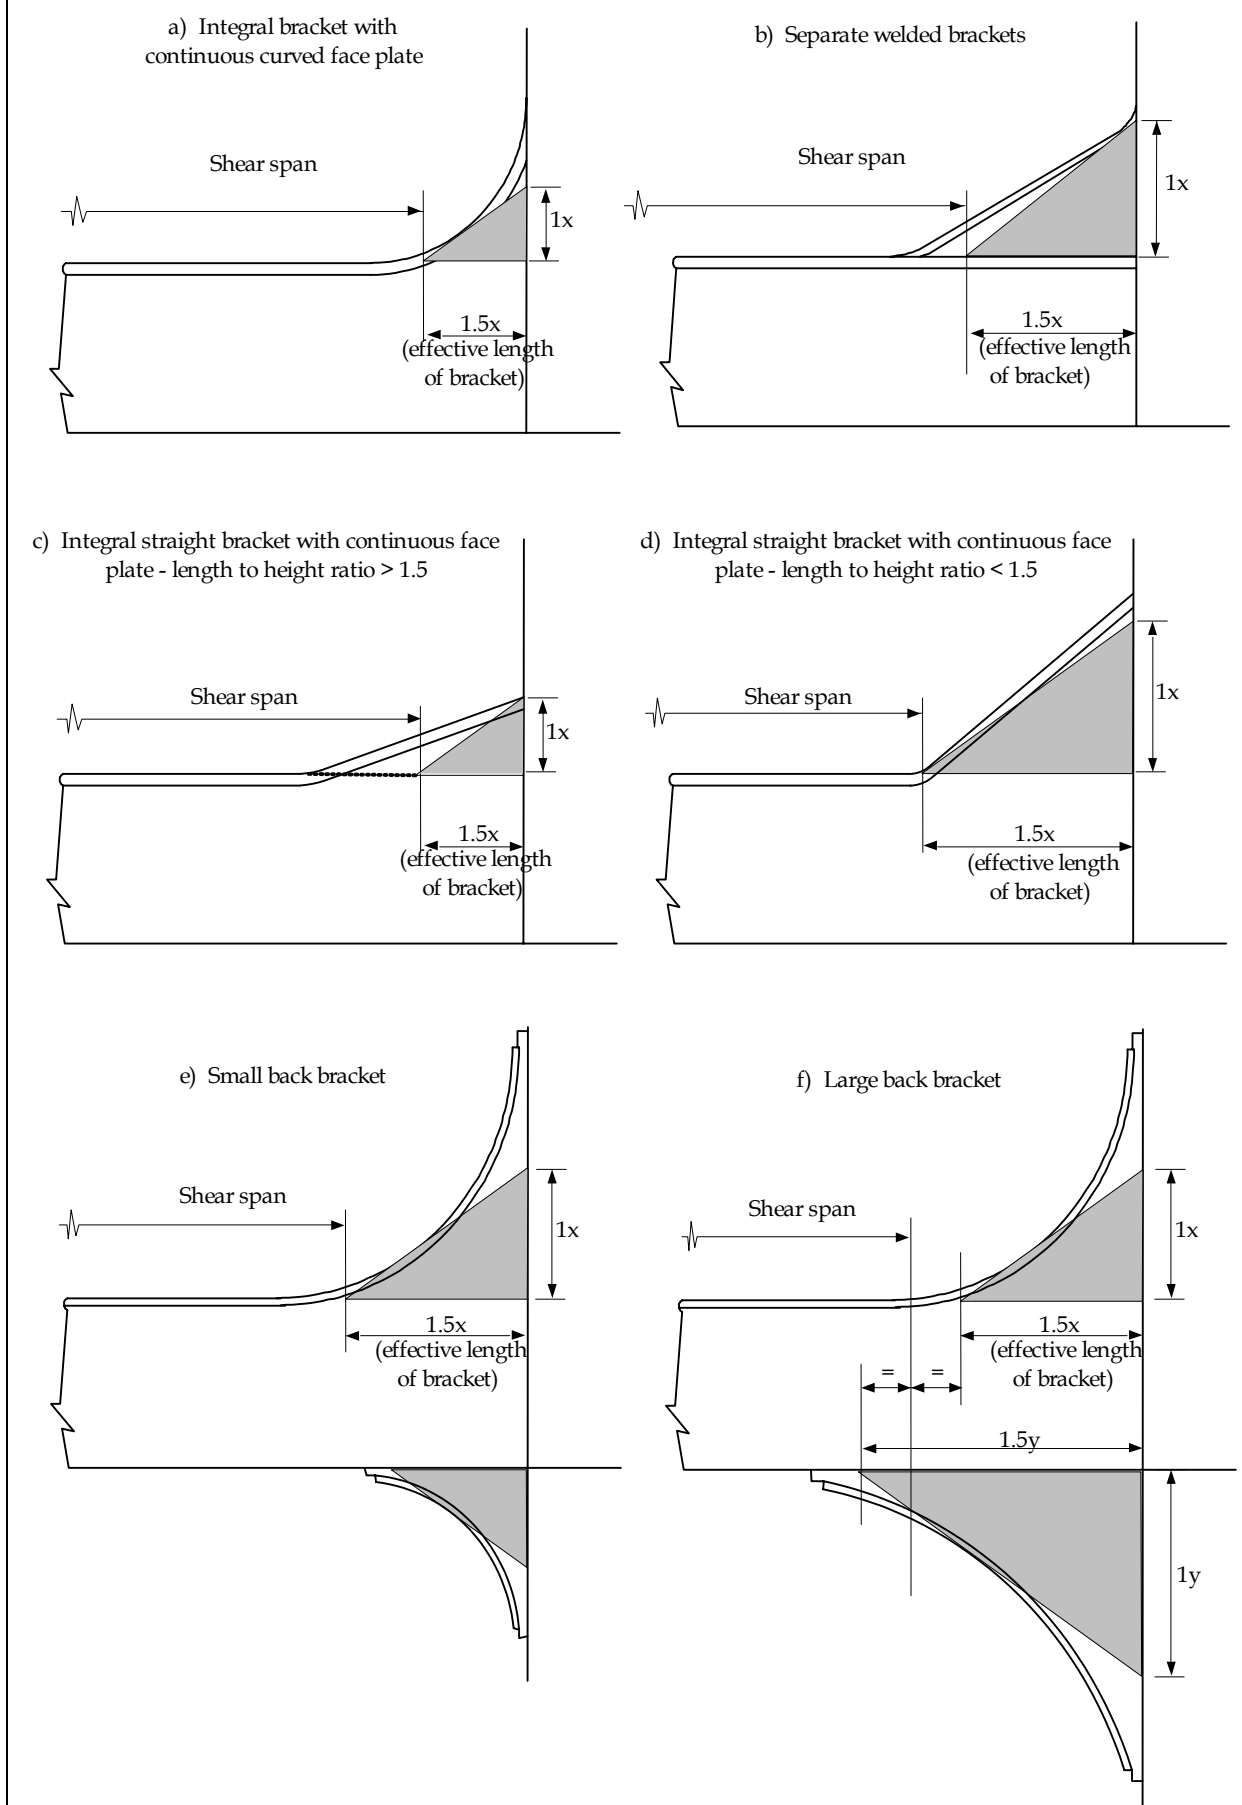 a) Integral bracket with
continuous curved face plate
Shear span
1x
1.5x
(effective length
of bracket)
b) Separate welded brackets
Shear span
1x
1.5x
(effective length
of bracket)
c) Integral straight bracket with continuous face
plate - length to height ratio > 1.5
Shear span
1x
1.5x
(effective length
of bracket)
d) Integral straight bracket with continuous face
plate - length to height ratio < 1.5
Shear span
1x
1.5x
(effective length
of bracket)
e) Small back bracket
Shear span
1x
1.5x
(effective length
of bracket)
f) Large back bracket
Shear span
1x
1.5x
(effective length
of bracket)
= =
1.5y
1y